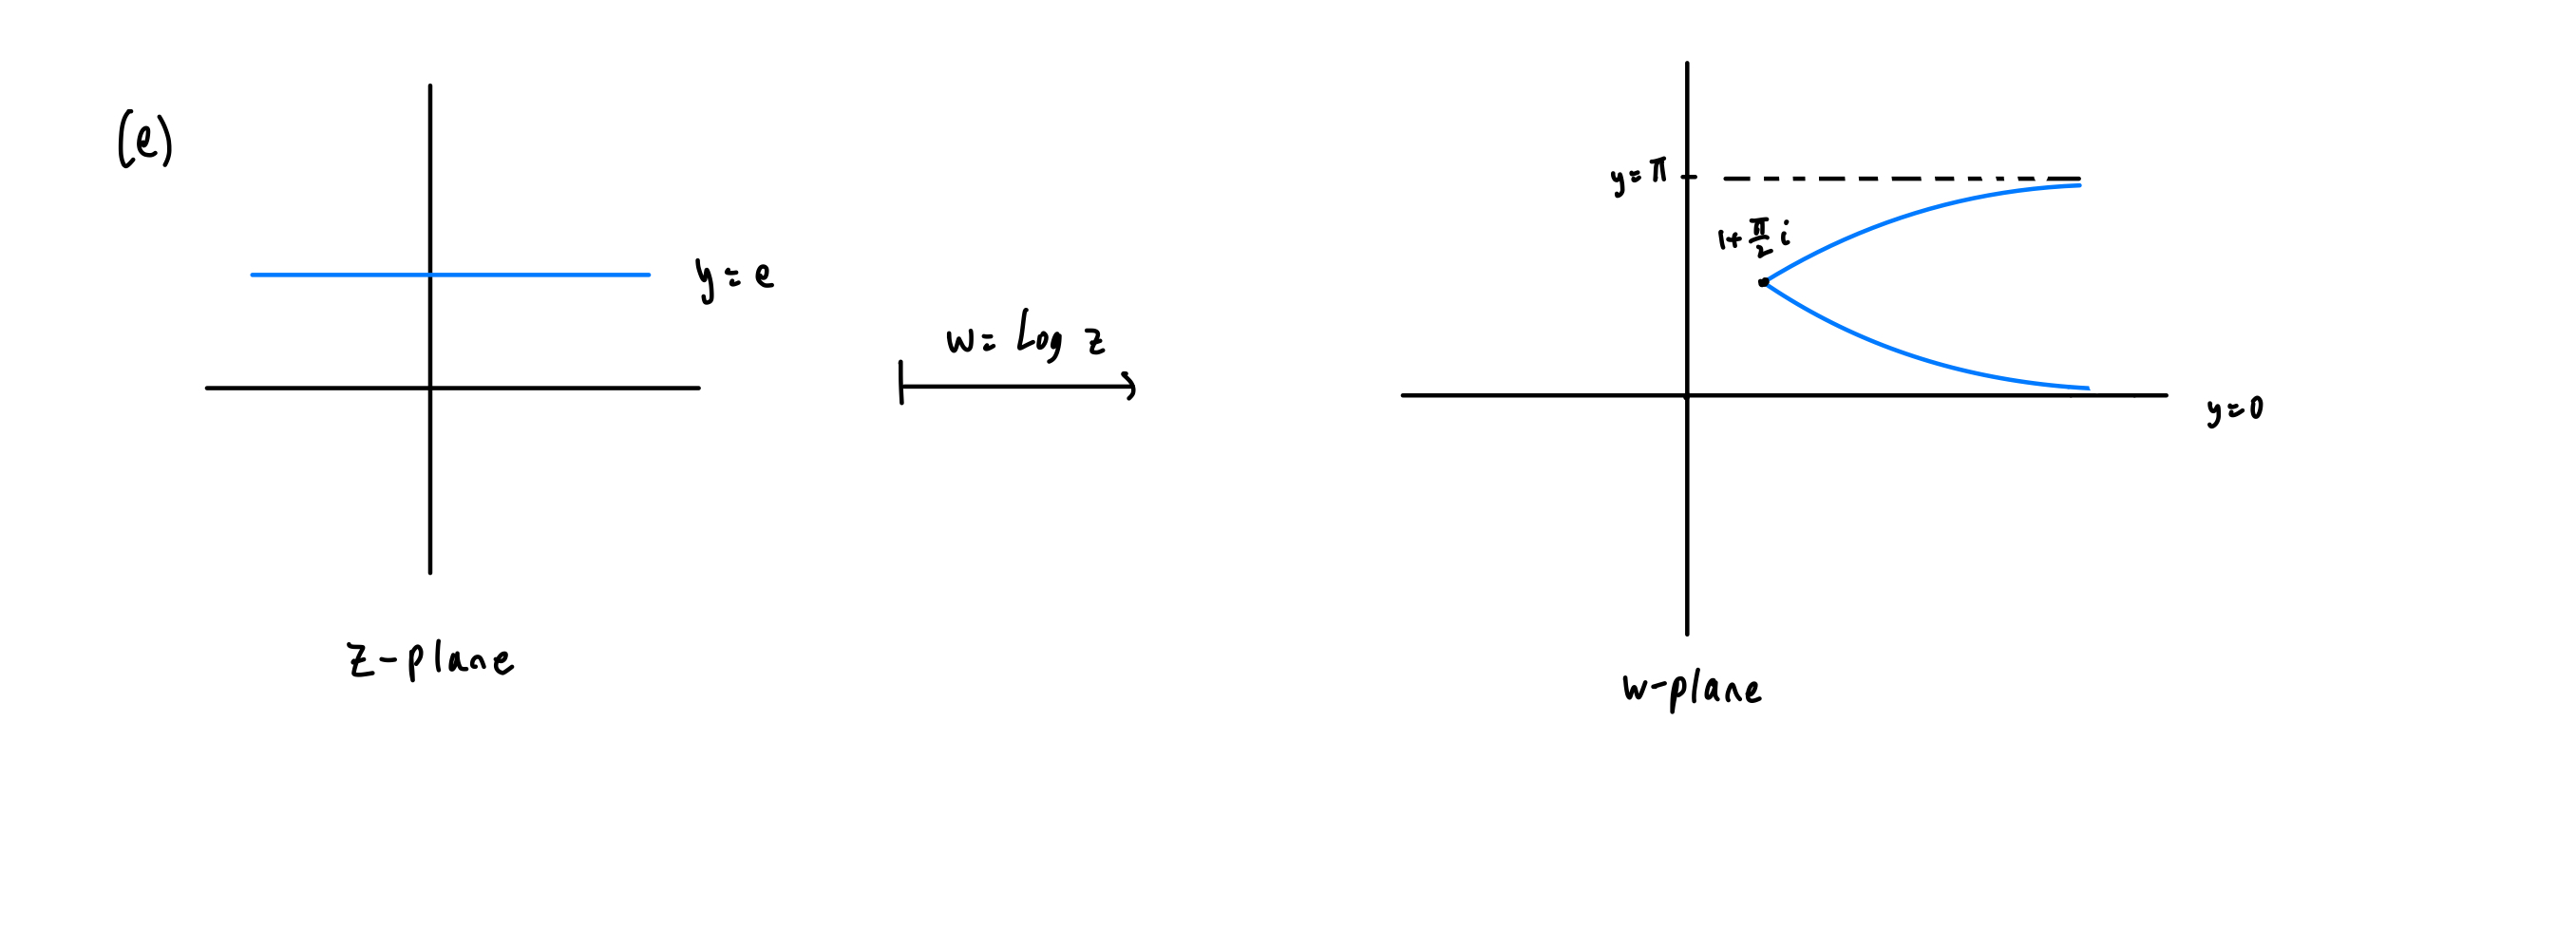 (e)
y = e
z-plane
w = Log z
y = π
1 + π/2 i
y = 0
w-plane